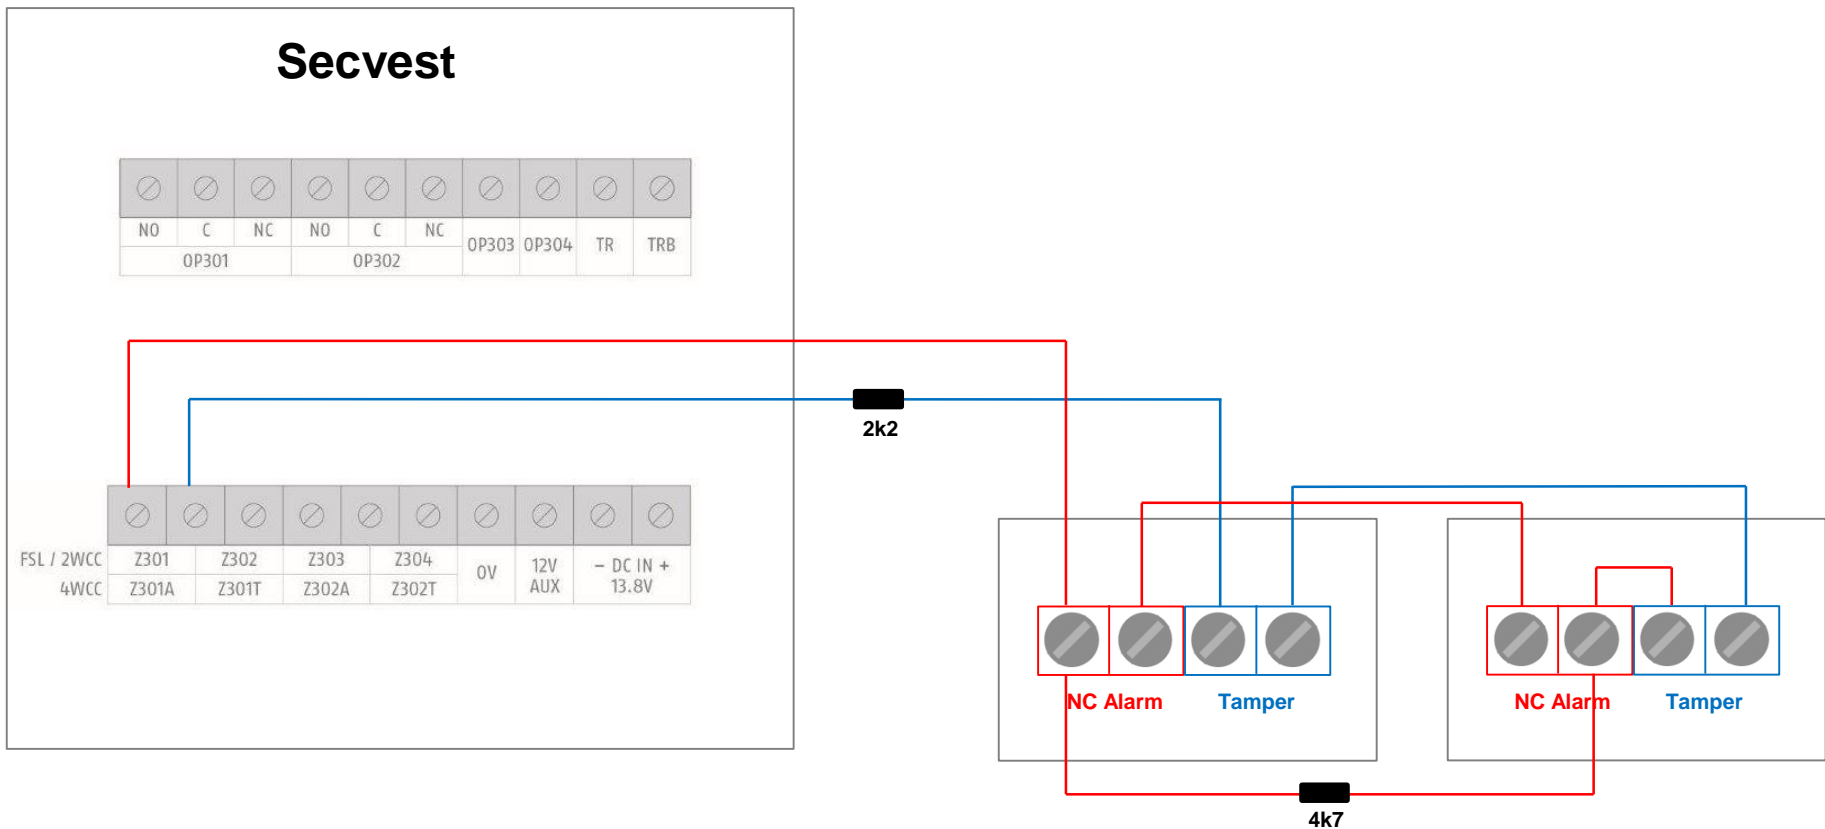 Secvest
NO C NC NO C NC OP303 OP304 TR TRB
OP301 OP302
2k2
FSL / 2WCC Z301 Z302 Z303 Z304 0V 12V AUX − DC IN + 13.8V
4WCC Z301A Z301T Z302A Z302T
NC Alarm Tamper NC Alarm Tamper
4k7